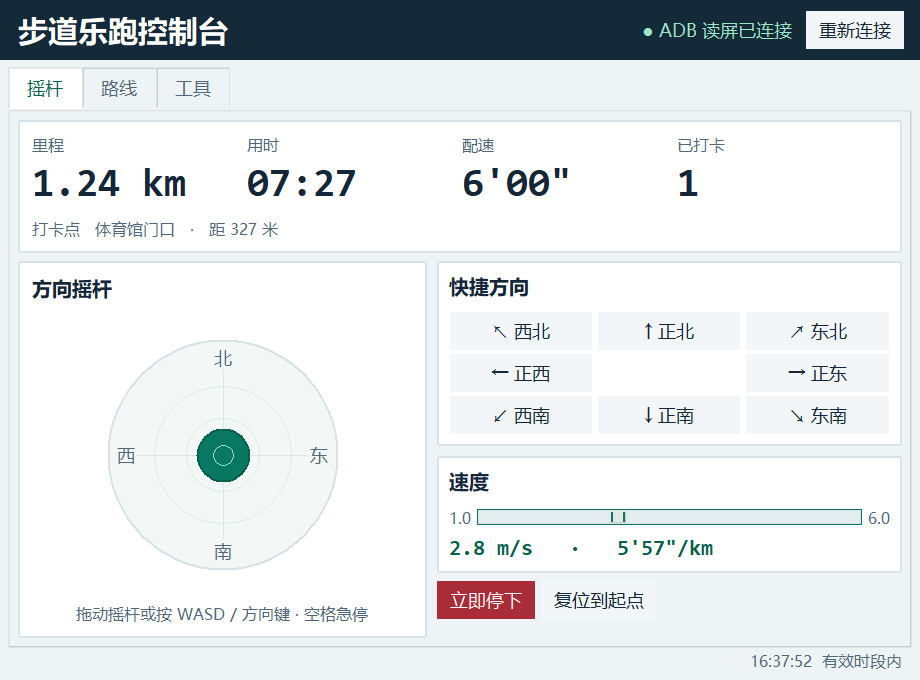 步道乐跑控制台
● ADB 读屏已连接 重新连接
摇杆 路线 工具
里程 用时 配速 已打卡
1.24 km 07:27 6'00" 1
打卡点 体育馆门口 · 距 327 米
方向摇杆
北
西 东
南
拖动摇杆或按 WASD / 方向键 · 空格急停
快捷方向
↖ 西北 ↑ 正北 ↗ 东北
← 正西 → 正东
↙ 西南 ↓ 正南 ↘ 东南
速度
1.0 6.0
2.8 m/s · 5'57"/km
立即停下 复位到起点
16:37:52 有效时段内